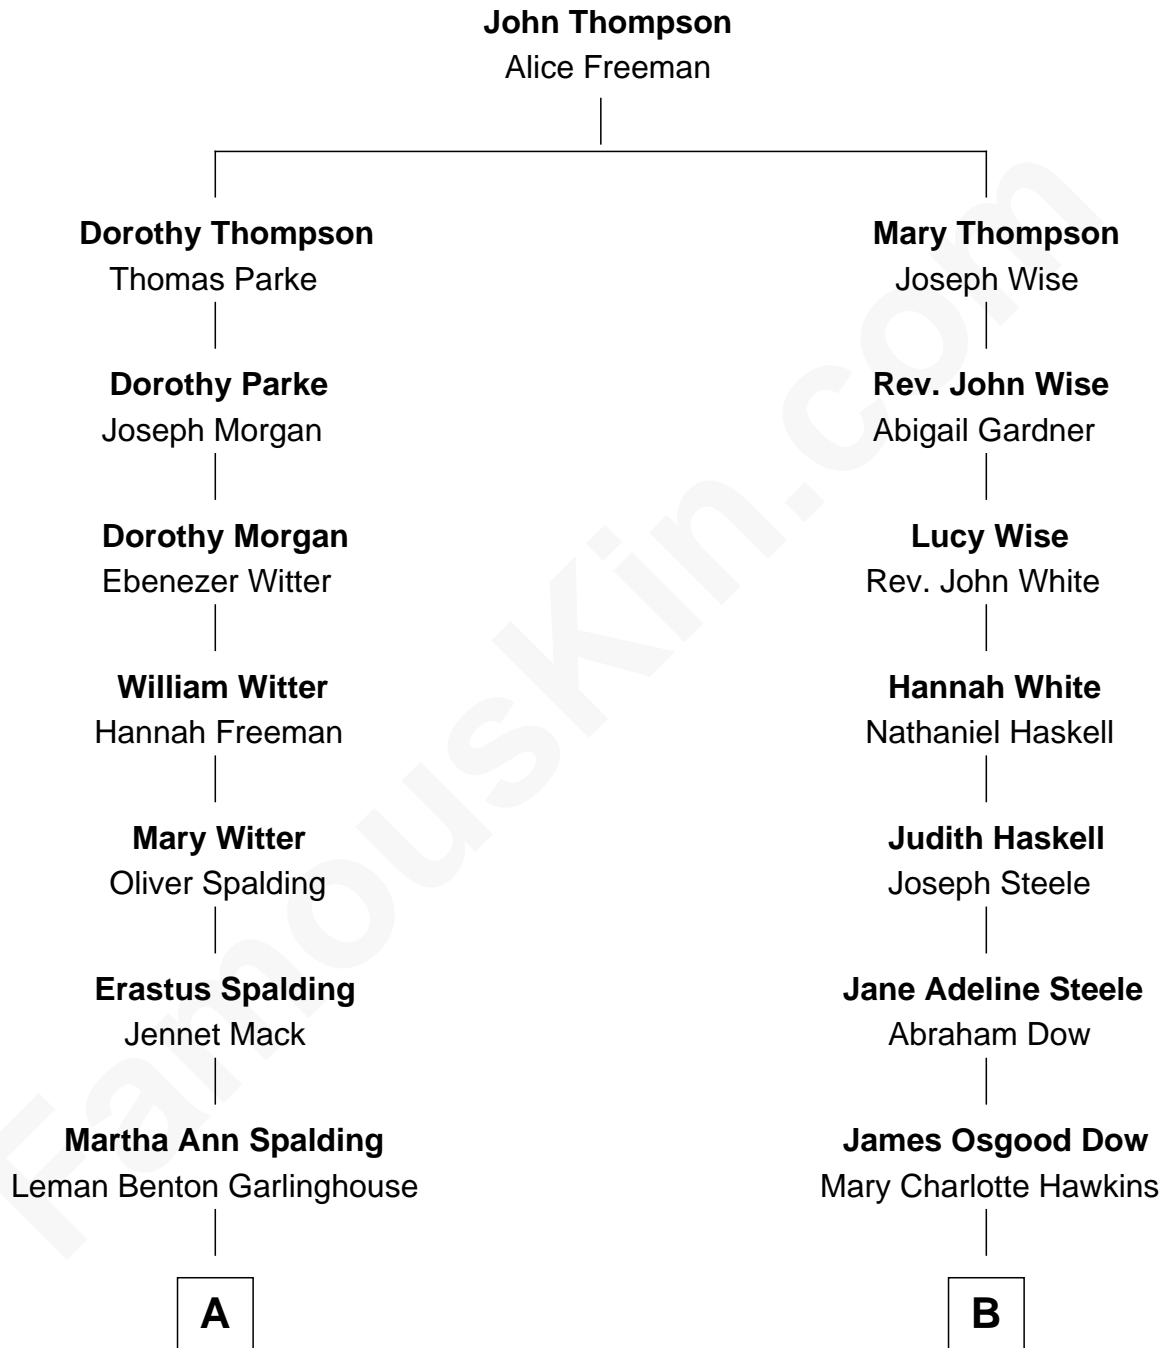 John Thompson
Alice Freeman
Dorothy Thompson
Thomas Parke
Mary Thompson
Joseph Wise
Dorothy Parke
Joseph Morgan
Rev. John Wise
Abigail Gardner
Dorothy Morgan
Ebenezer Witter
Lucy Wise
Rev. John White
William Witter
Hannah Freeman
Hannah White
Nathaniel Haskell
Mary Witter
Oliver Spalding
Judith Haskell
Joseph Steele
Erastus Spalding
Jennet Mack
Jane Adeline Steele
Abraham Dow
Martha Ann Spalding
Leman Benton Garlinghouse
James Osgood Dow
Mary Charlotte Hawkins
A
B
FamousKin.com